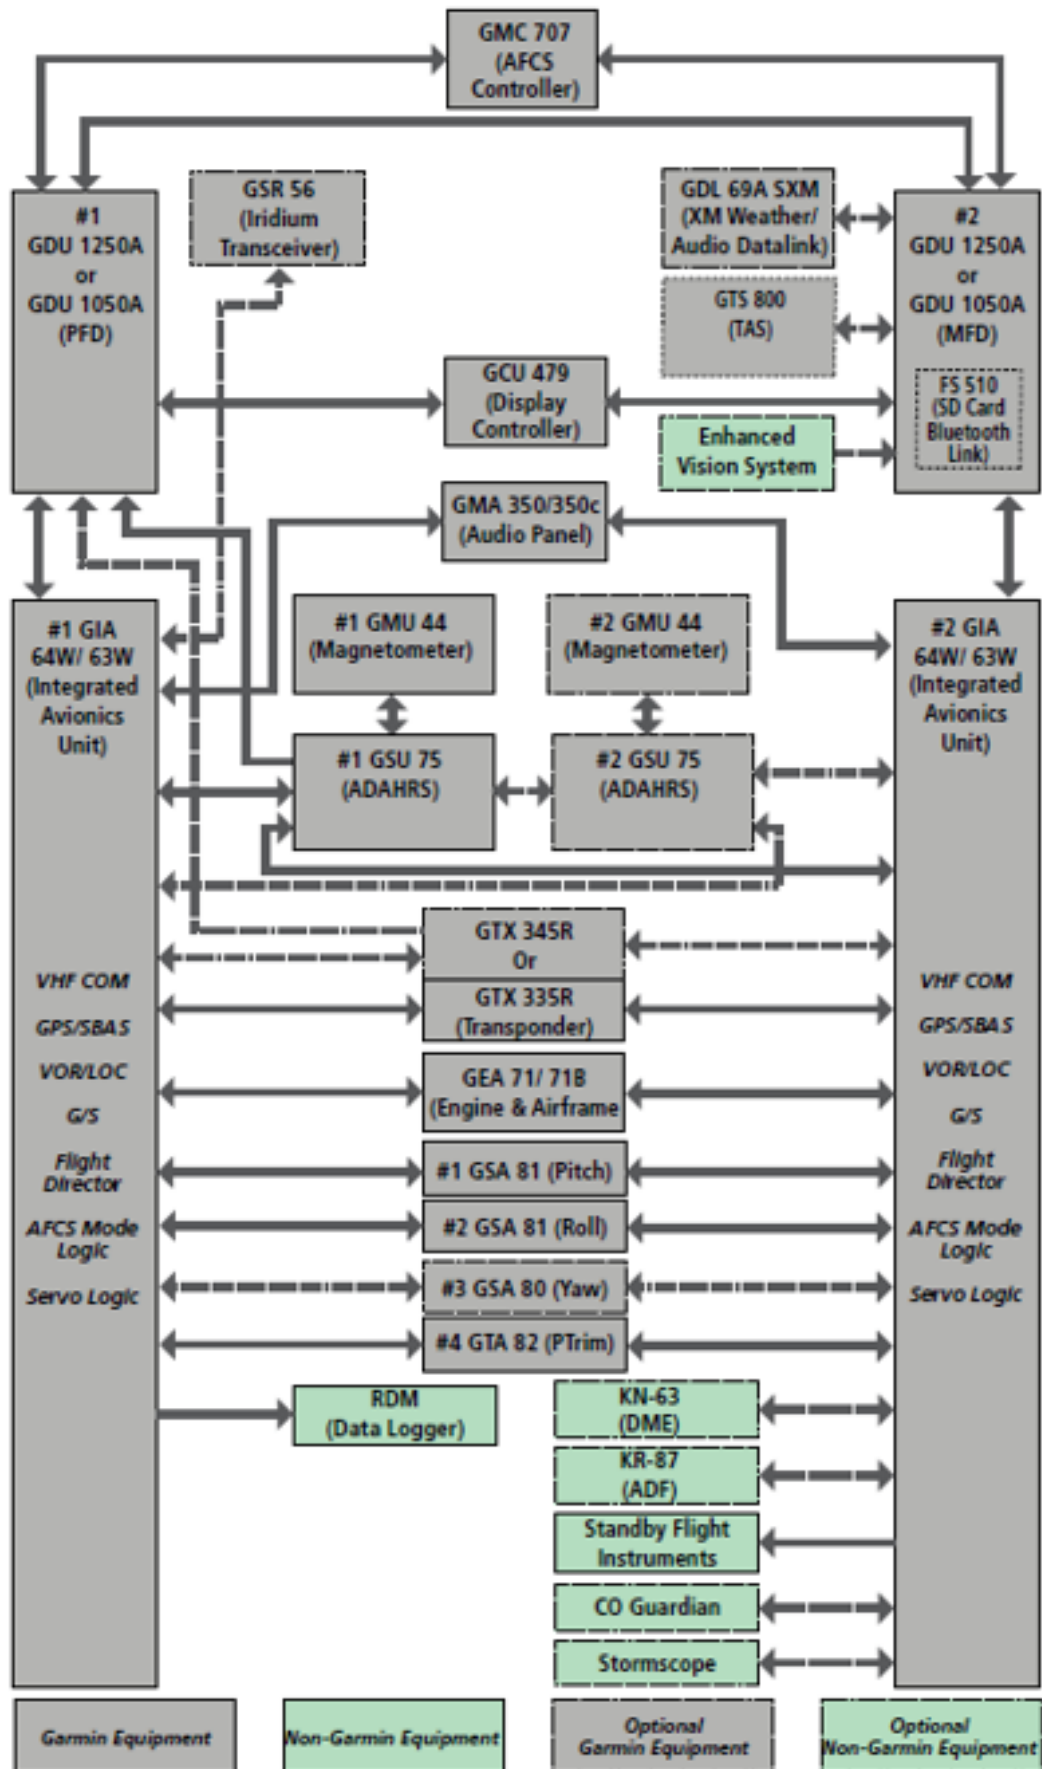 GMC 707
(AFCS
Controller)
#1
GDU 1250A
or
GDU 1050A
(PFD)
GSR 56
(Iridium
Transceiver)
GDL 69A SXM
(XM Weather/
Audio Datalink)
#2
GDU 1250A
or
GDU 1050A
(MFD)
GTS 800
(TAS)
FS 510
(SD Card
Bluetooth
Link)
GCU 479
(Display
Controller)
Enhanced
Vision System
GMA 350/350c
(Audio Panel)
#1 GIA
64W/ 63W
(Integrated
Avionics
Unit)
#1 GMU 44
(Magnetometer)
#2 GMU 44
(Magnetometer)
#2 GIA
64W/ 63W
(Integrated
Avionics
Unit)
#1 GSU 75
(ADAHRS)
#2 GSU 75
(ADAHRS)
GTX 345R
Or
GTX 335R
(Transponder)
GEA 71/ 71B
(Engine & Airframe
#1 GSA 81 (Pitch)
#2 GSA 81 (Roll)
#3 GSA 80 (Yaw)
#4 GTA 82 (PTrim)
VHF COM
GPS/SBAS
VOR/LOC
G/S
Flight
Director
AFCS Mode
Logic
Servo Logic
VHF COM
GPS/SBAS
VOR/LOC
G/S
Flight
Director
AFCS Mode
Logic
Servo Logic
RDM
(Data Logger)
KN-63
(DME)
KR-87
(ADF)
Standby Flight
Instruments
CO Guardian
Stormscope
Garmin Equipment
Non-Garmin Equipment
Optional
Garmin Equipment
Optional
Non-Garmin Equipment